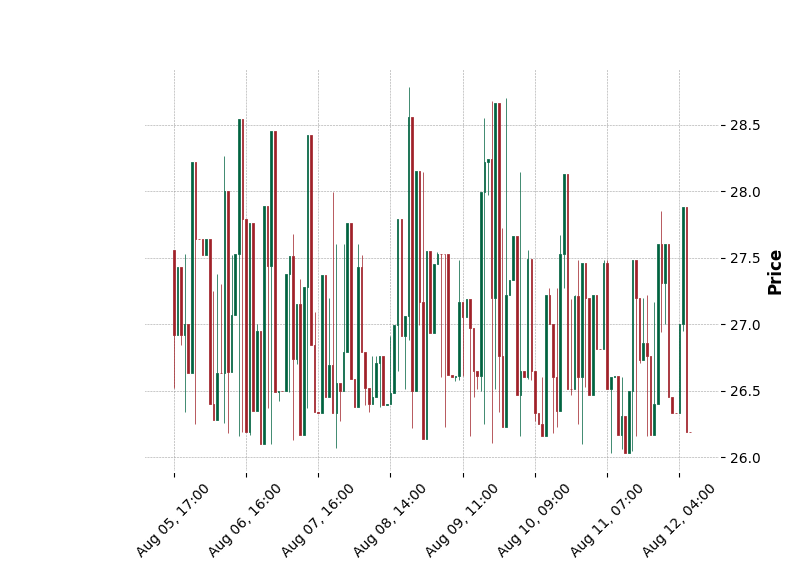 28.5
28.0
27.5
27.0
26.5
26.0
Price
Aug 05, 17:00
Aug 06, 16:00
Aug 07, 16:00
Aug 08, 14:00
Aug 09, 11:00
Aug 10, 09:00
Aug 11, 07:00
Aug 12, 04:00